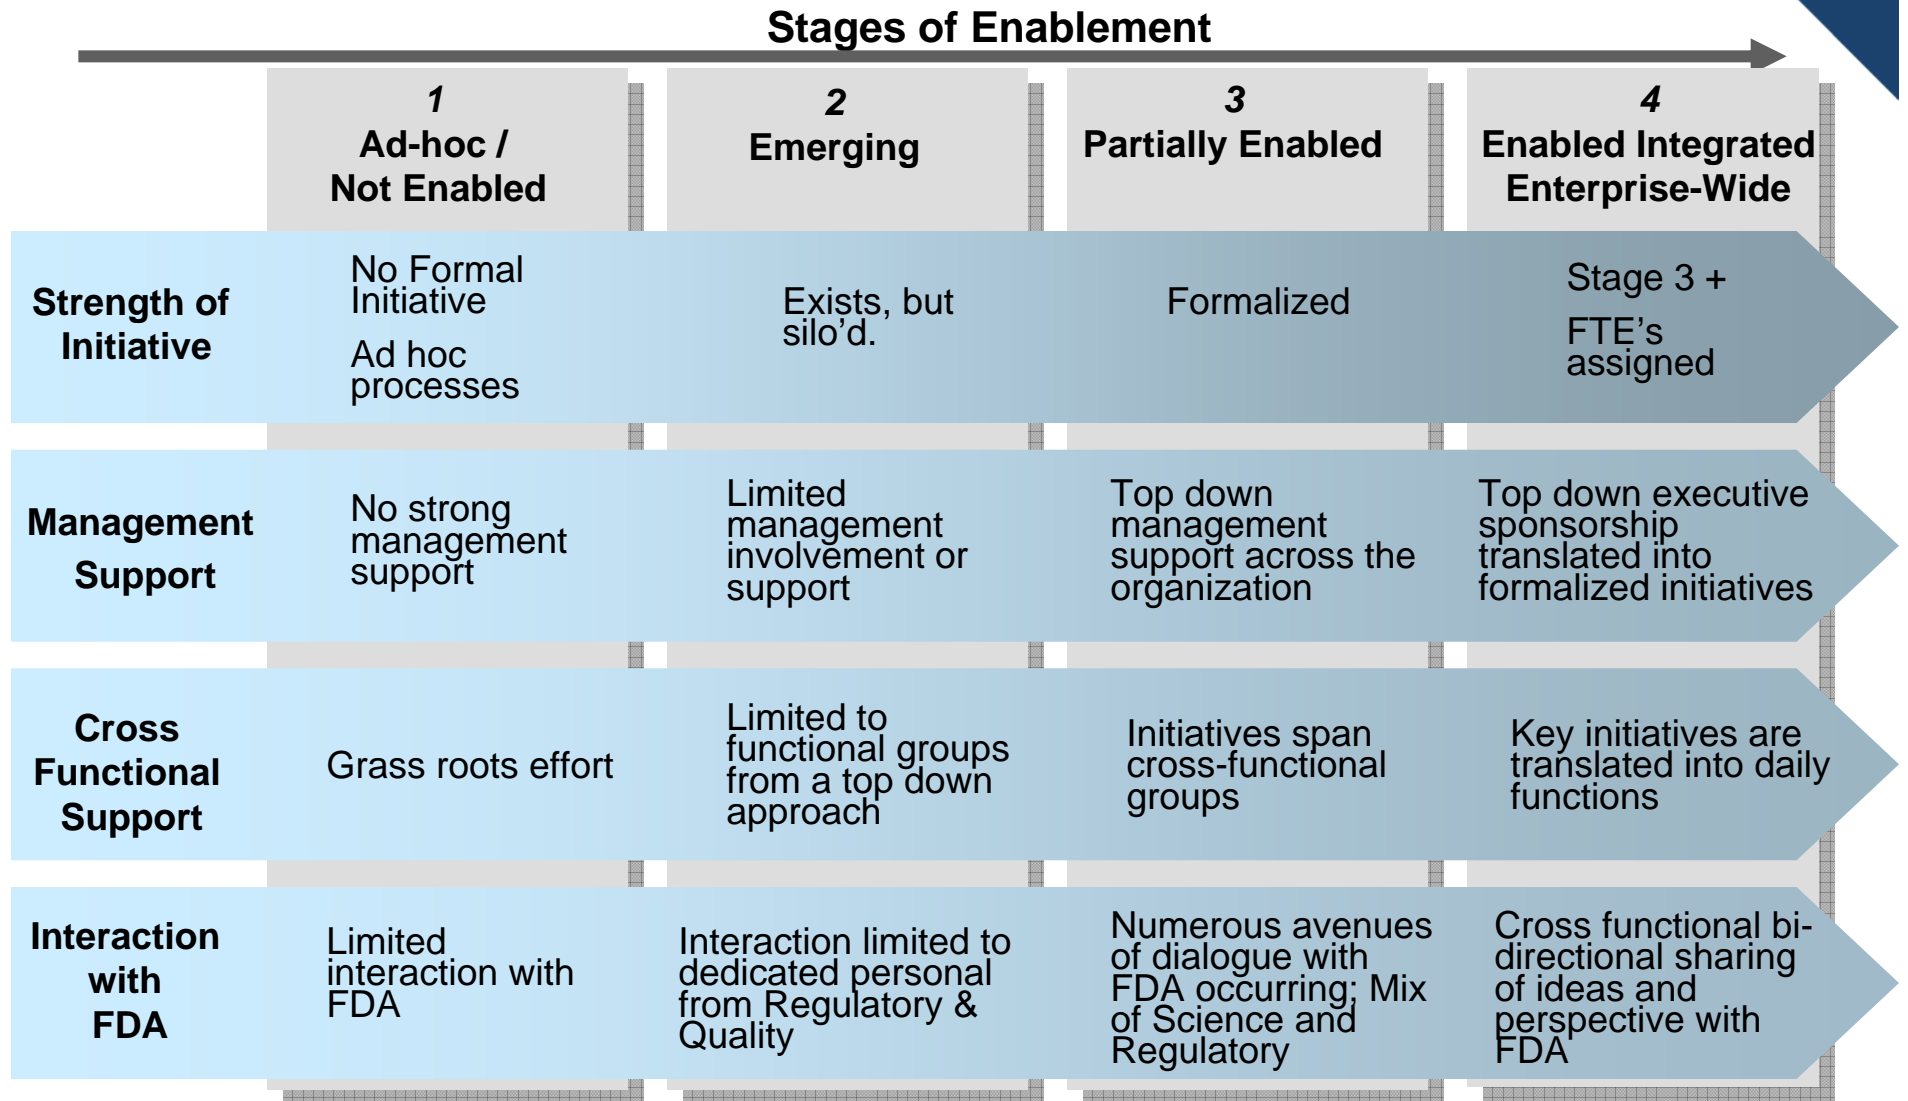 Stages of Enablement
1
Ad-hoc /
Not Enabled
2
Emerging
3
Partially Enabled
4
Enabled Integrated
Enterprise-Wide
Strength of
Initiative
No Formal
Initiative
Ad hoc
processes
Exists, but
silo’d.
Formalized
Stage 3 +
FTE’s
assigned
Management
Support
No strong
management
support
Limited
management
involvement or
support
Top down
management
support across the
organization
Top down executive
sponsorship
translated into
formalized initiatives
Cross
Functional
Support
Grass roots effort
Limited to
functional groups
from a top down
approach
Initiatives span
cross-functional
groups
Key initiatives are
translated into daily
functions
Interaction
with
FDA
Limited
interaction with
FDA
Interaction limited to
dedicated personal
from Regulatory &
Quality
Numerous avenues
of dialogue with
FDA occurring; Mix
of Science and
Regulatory
Cross functional bi-
directional sharing
of ideas and
perspective with
FDA